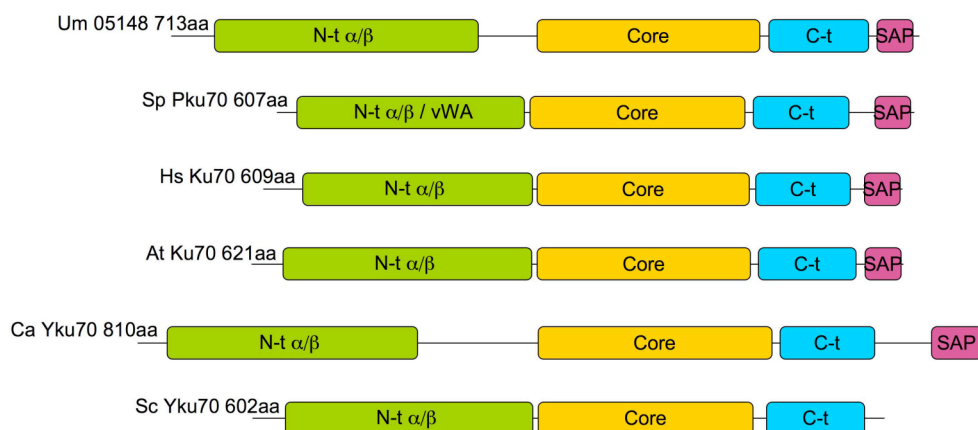 Um 05148 713aa N-t α/β Core C-t SAP
Sp Pku70 607aa N-t α/β / vWA Core C-t SAP
Hs Ku70 609aa N-t α/β Core C-t SAP
At Ku70 621aa N-t α/β Core C-t SAP
Ca Yku70 810aa N-t α/β Core C-t SAP
Sc Yku70 602aa N-t α/β Core C-t